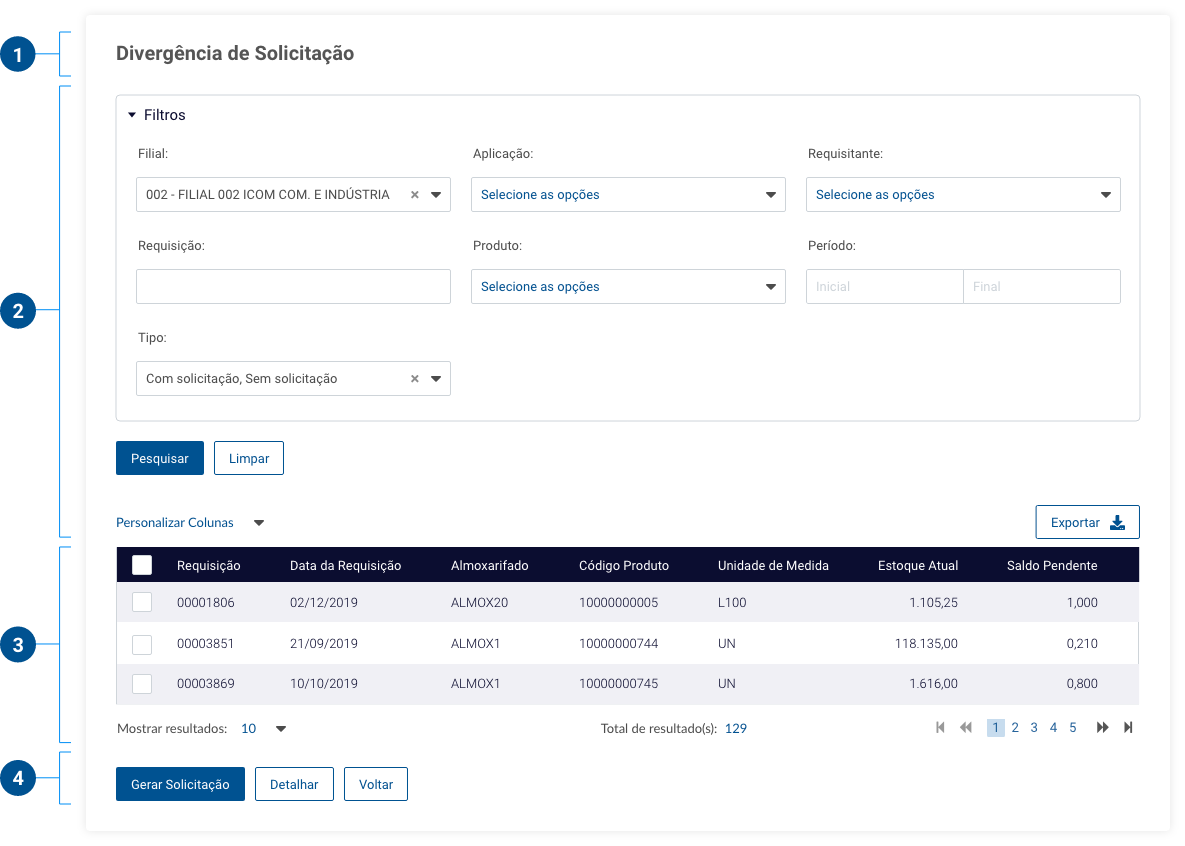 1
Divergência de Solicitação
2
Filtros
Filial: Aplicação: Requisitante:
002 - FILIAL 002 ICOM COM. E INDÚSTRIA × Selecione as opções Selecione as opções
Requisição: Produto: Período:
Selecione as opções Inicial Final
Tipo:
Com solicitação, Sem solicitação ×
Pesquisar Limpar
Personalizar Colunas Exportar
3
Requisição Data da Requisição Almoxarifado Código Produto Unidade de Medida Estoque Atual Saldo Pendente
00001806 02/12/2019 ALMOX20 10000000005 L100 1.105,25 1,000
00003851 21/09/2019 ALMOX1 10000000744 UN 118.135,00 0,210
00003869 10/10/2019 ALMOX1 10000000745 UN 1.616,00 0,800
Mostrar resultados: 10 Total de resultado(s): 129 1 2 3 4 5
4
Gerar Solicitação Detalhar Voltar